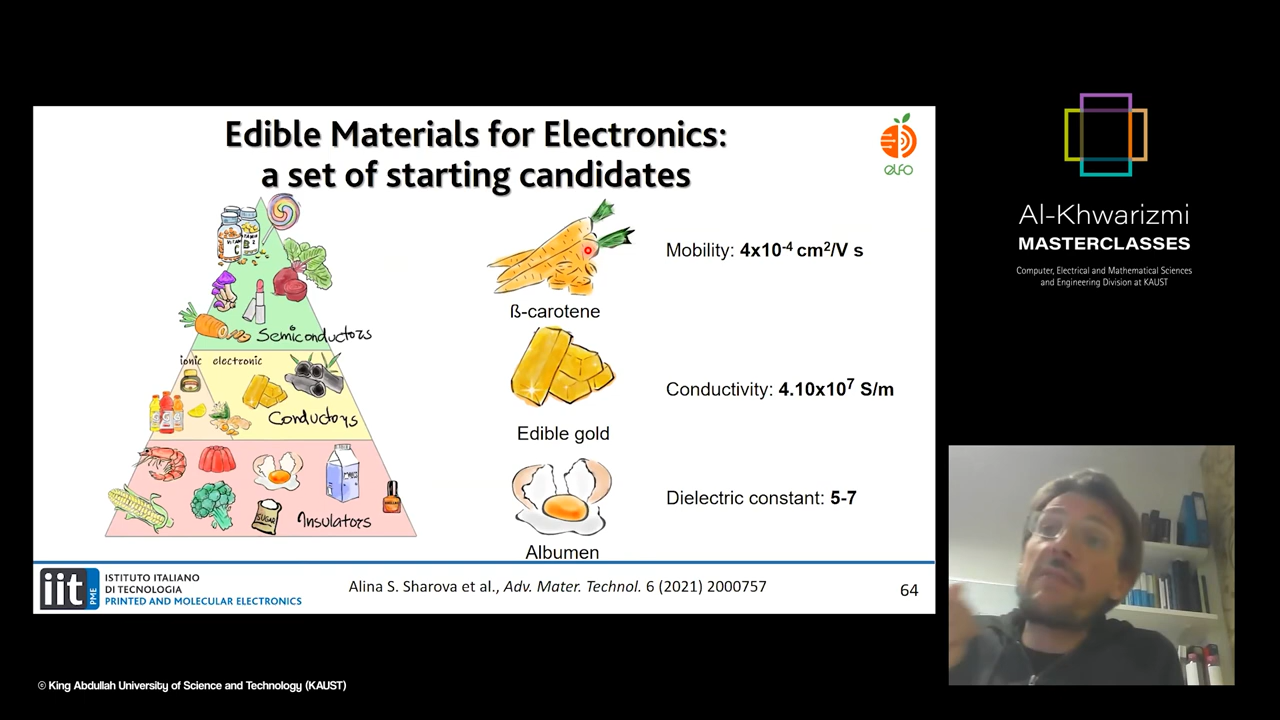 Edible Materials for Electronics:
a set of starting candidates
elfo
Semiconductors
ionic electronic
Conductors
SUGAR
Insulators
Mobility: 4x10⁻⁴ cm²/V s
ß-carotene
Conductivity: 4.10x10⁷ S/m
Edible gold
Dielectric constant: 5-7
Albumen
iit
PME
ISTITUTO ITALIANO
DI TECNOLOGIA
PRINTED AND MOLECULAR ELECTRONICS
Alina S. Sharova et al., Adv. Mater. Technol. 6 (2021) 2000757
64
Al-Khwarizmi
MASTERCLASSES
Computer, Electrical and Mathematical Sciences
and Engineering Division at KAUST
© King Abdullah University of Science and Technology (KAUST)